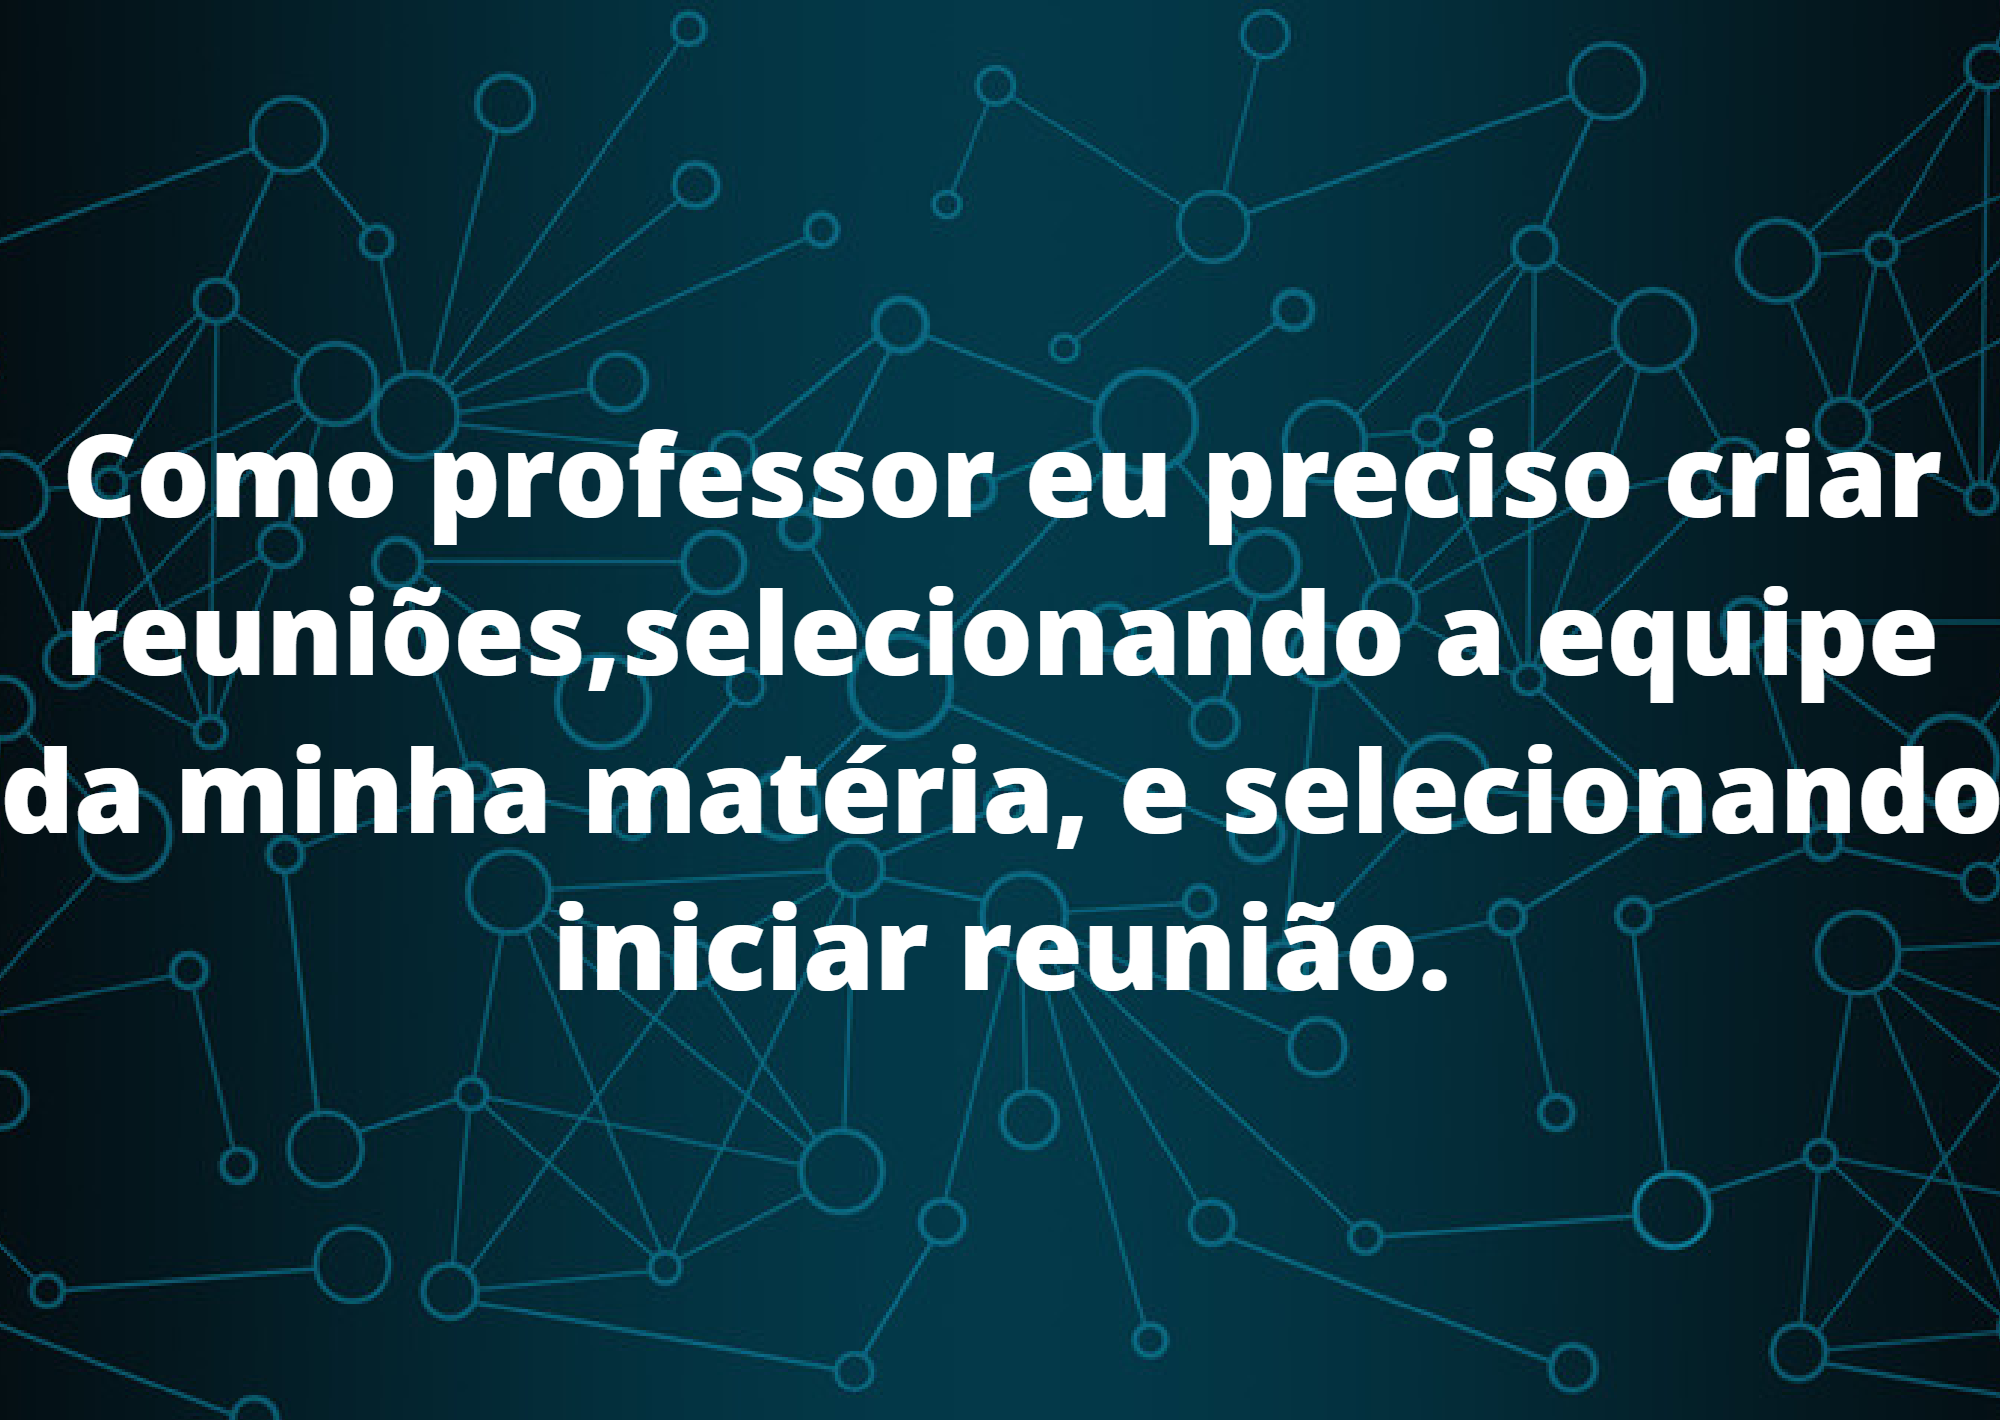 Como professor eu preciso criar
reuniões,selecionando a equipe
da minha matéria, e selecionando
iniciar reunião.